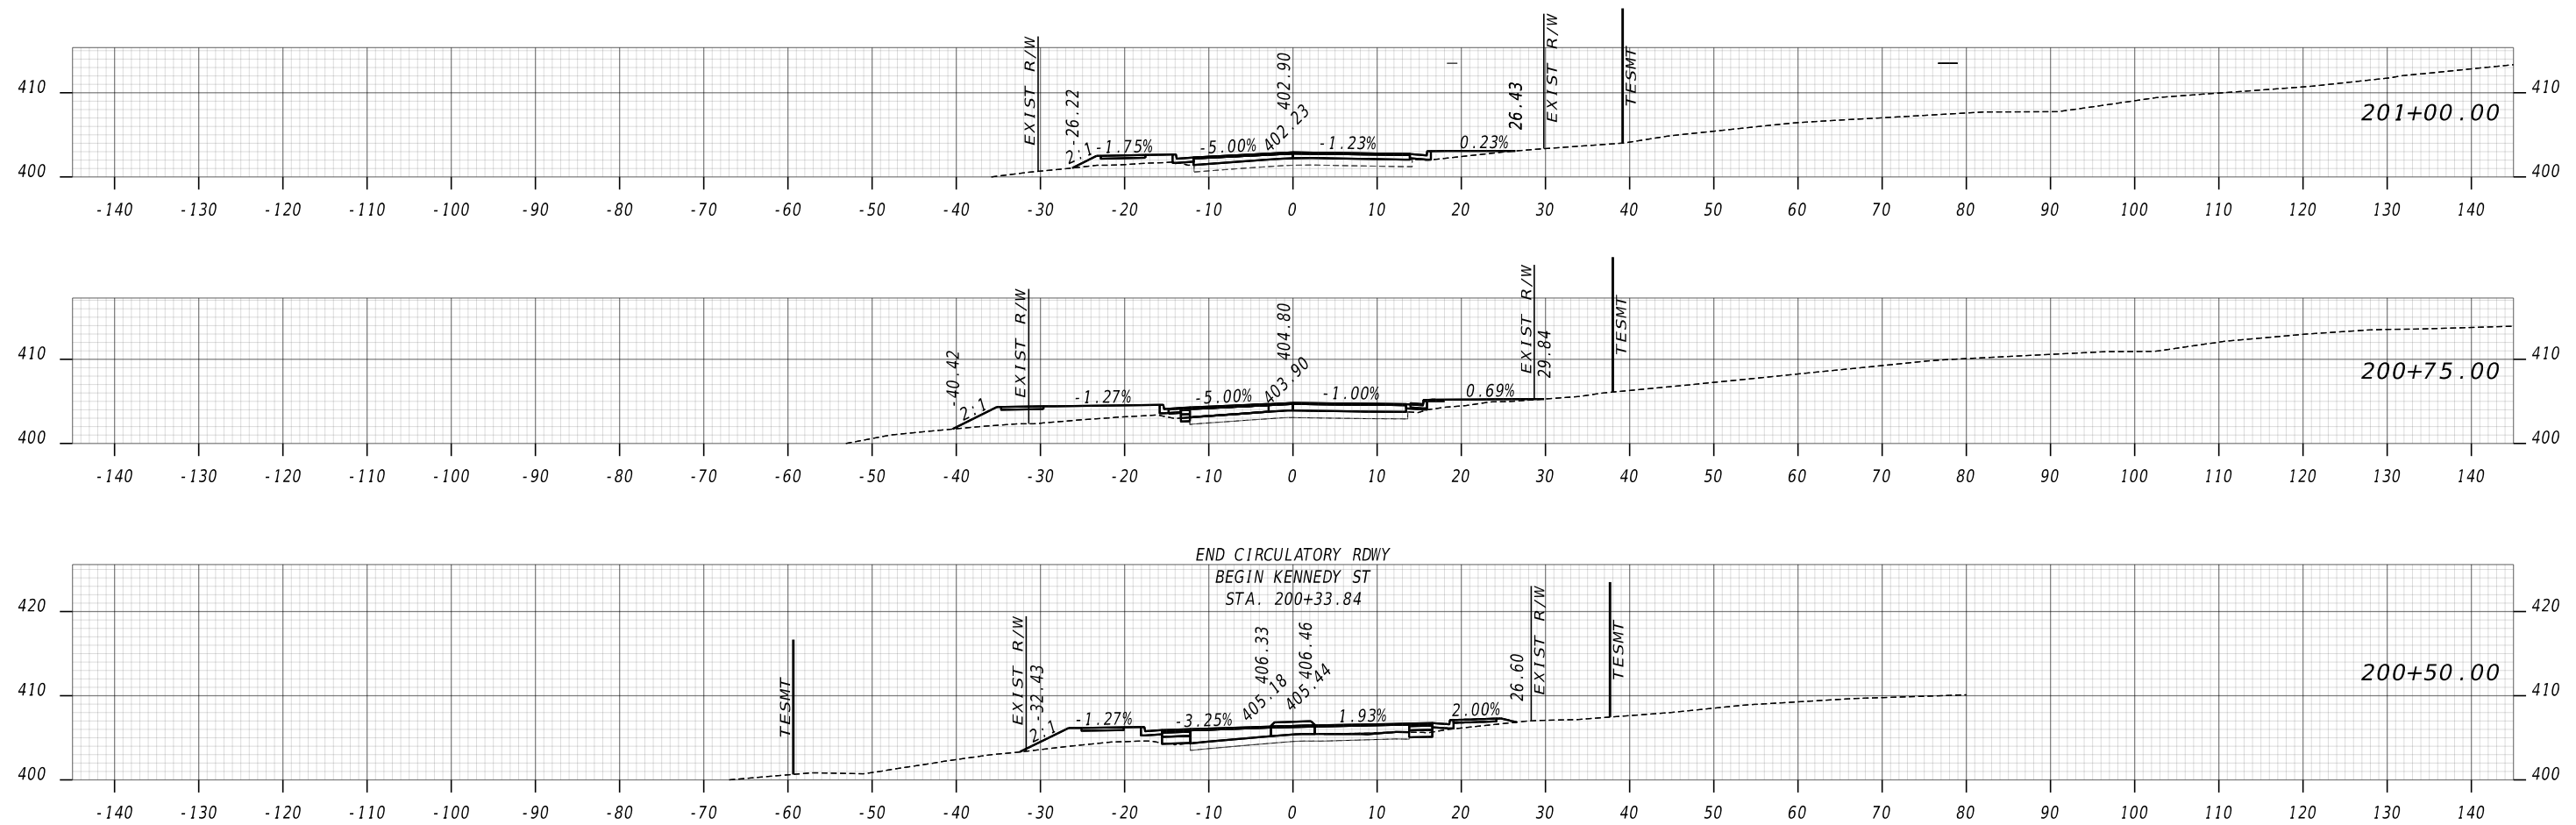 EXIST R/W
-26.22
402.90
402.23
26.43
EXIST R/W
TESMT
410
410
201+00.00
2:1
-1.75%
-5.00%
-1.23%
0.23%
400
400
-140 -130 -120 -110 -100 -90 -80 -70 -60 -50 -40 -30 -20 -10 0 10 20 30 40 50 60 70 80 90 100 110 120 130 140
EXIST R/W
-40.42
404.80
403.90
EXIST R/W
29.84
TESMT
410
410
200+75.00
2:1
-1.27%
-5.00%
-1.00%
0.69%
400
400
-140 -130 -120 -110 -100 -90 -80 -70 -60 -50 -40 -30 -20 -10 0 10 20 30 40 50 60 70 80 90 100 110 120 130 140
END CIRCULATORY RDWY
BEGIN KENNEDY ST
STA. 200+33.84
420
420
TESMT
EXIST R/W
-32.43
406.33
405.18
406.46
405.44
26.60
EXIST R/W
TESMT
410
410
200+50.00
2:1
-1.27%
-3.25%
1.93%
2.00%
400
400
-140 -130 -120 -110 -100 -90 -80 -70 -60 -50 -40 -30 -20 -10 0 10 20 30 40 50 60 70 80 90 100 110 120 130 140